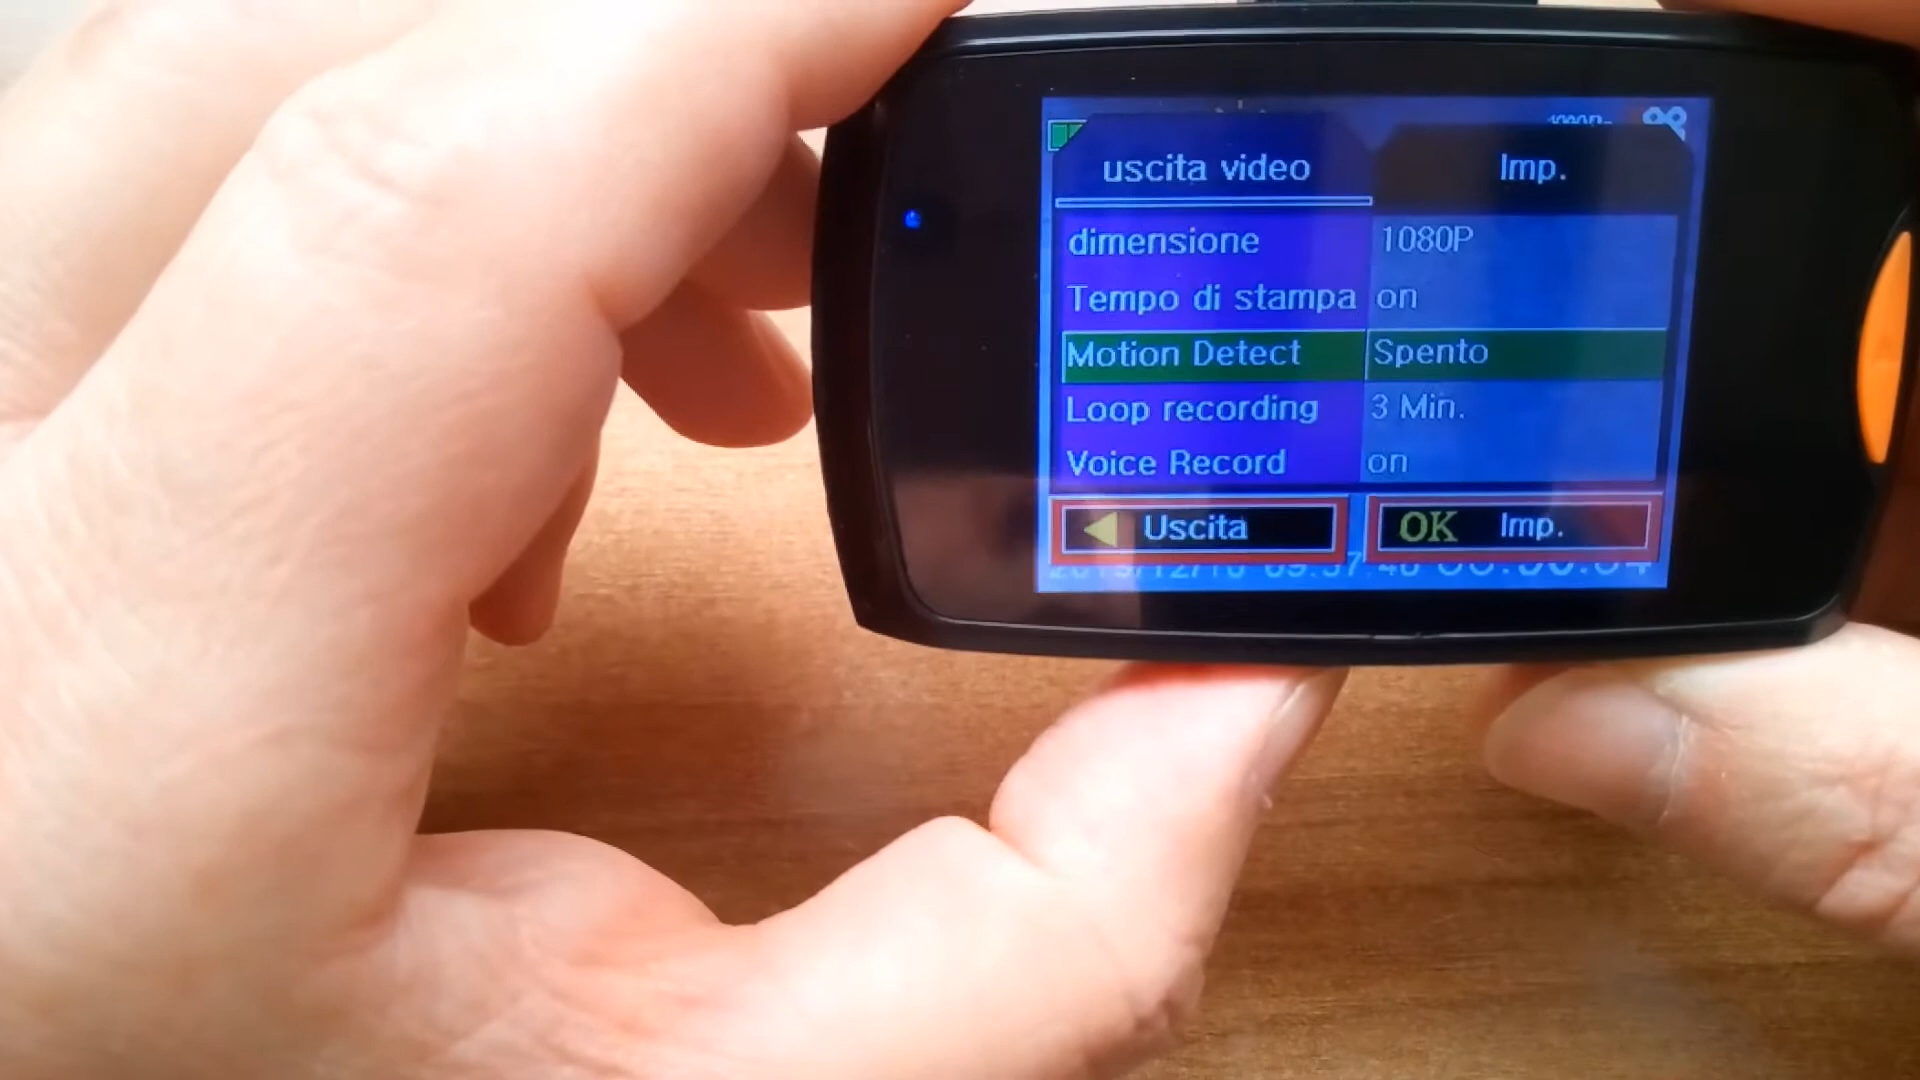 uscita video Imp.
dimensione 1080P
Tempo di stampa on
Motion Detect Spento
Loop recording 3 Min.
Voice Record on
Uscita OK Imp.